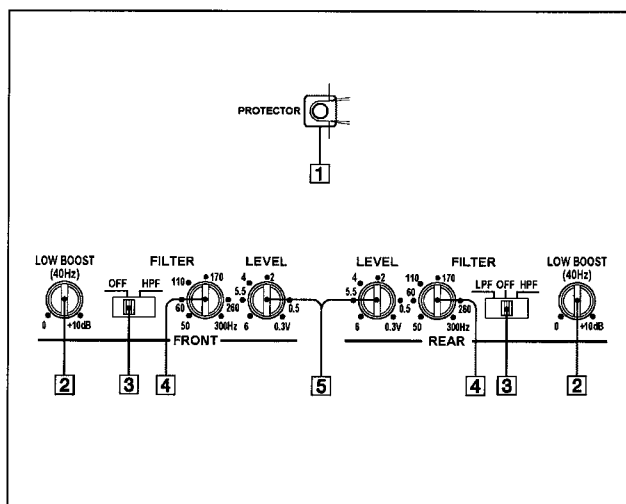 PROTECTOR
1
LOW BOOST
(40Hz)
0 +10dB
OFF HPF
FILTER
50 60 110 170 260 300Hz
LEVEL
6 5.5 4 2 0.5 0.3V
FRONT
LEVEL
6 5.5 4 2 0.5 0.3V
FILTER
50 60 110 170 260 300Hz
LPF OFF HPF
LOW BOOST
(40Hz)
0 +10dB
REAR
2 3 4 5 4 3 2